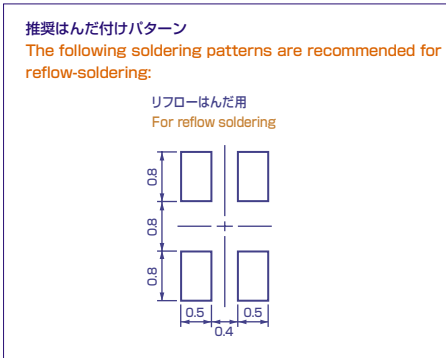 推奨はんだ付けパターン
The following soldering patterns are recommended for
reflow-soldering:
リフローはんだ用
For reflow soldering
0.8
0.8
0.8
0.5
0.5
0.4